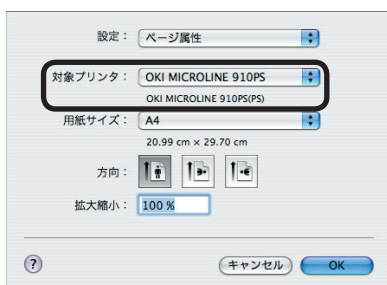 設定： ページ属性
対象プリンタ： OKI MICROLINE 910PS
OKI MICROLINE 910PS(PS)
用紙サイズ： A4
20.99 cm × 29.70 cm
方向：
拡大縮小： 100 %
? キャンセル OK